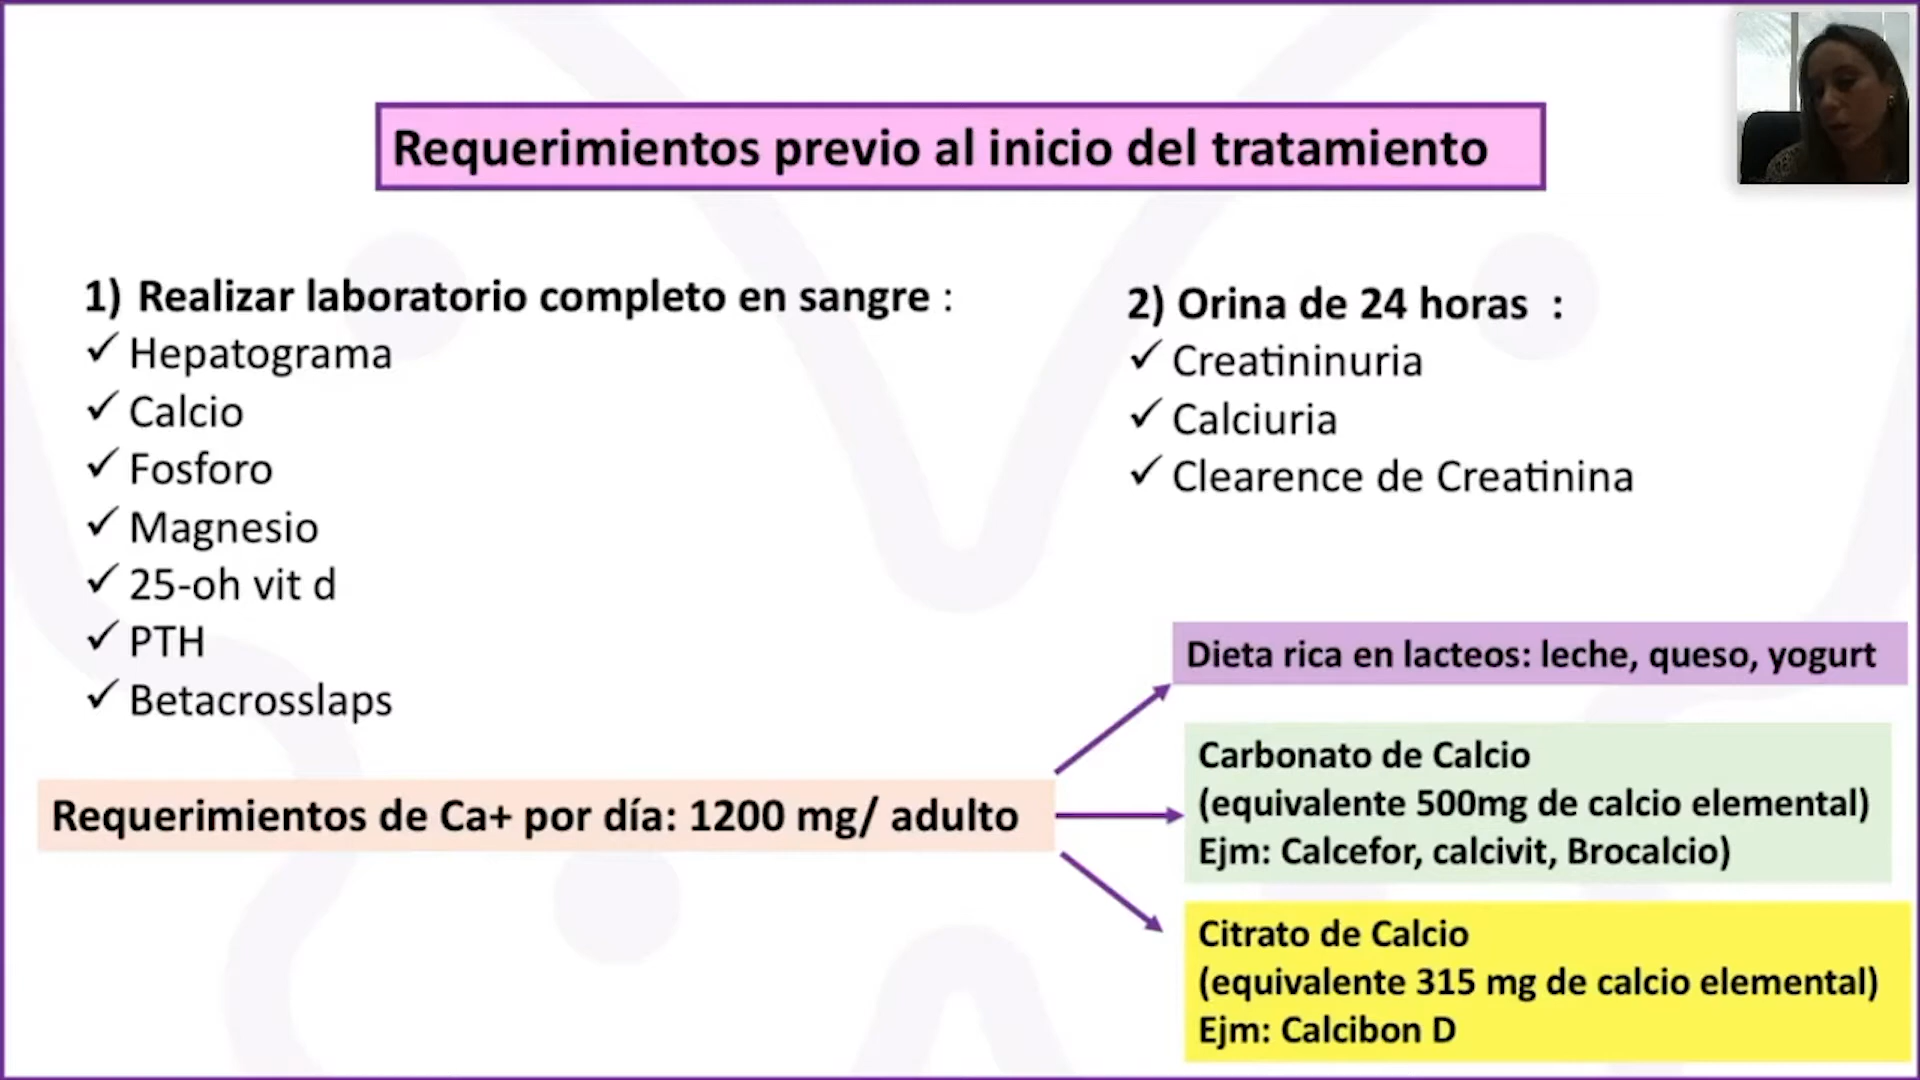 Requerimientos previo al inicio del tratamiento
1) Realizar laboratorio completo en sangre :
✓ Hepatograma
✓ Calcio
✓ Fosforo
✓ Magnesio
✓ 25-oh vit d
✓ PTH
✓ Betacrosslaps
2) Orina de 24 horas :
✓ Creatininuria
✓ Calciuria
✓ Clearence de Creatinina
Requerimientos de Ca+ por día: 1200 mg/ adulto
Dieta rica en lacteos: leche, queso, yogurt
Carbonato de Calcio
(equivalente 500mg de calcio elemental)
Ejm: Calcefor, calcivit, Brocalcio)
Citrato de Calcio
(equivalente 315 mg de calcio elemental)
Ejm: Calcibon D